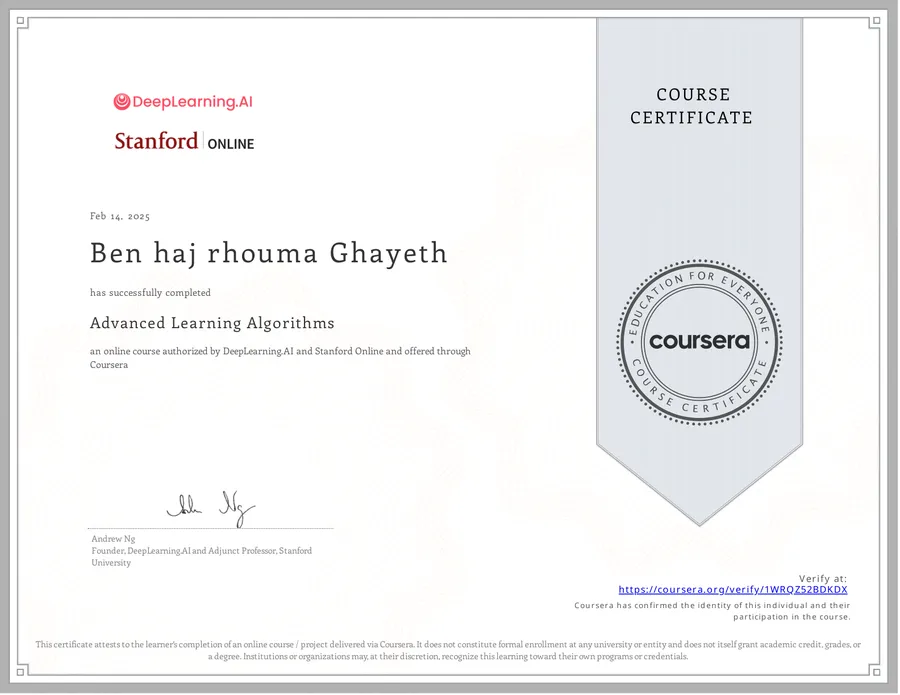 DeepLearning.AI
Stanford ONLINE
COURSE
CERTIFICATE
Feb 14, 2025
Ben haj rhouma Ghayeth
has successfully completed
Advanced Learning Algorithms
an online course authorized by DeepLearning.AI and Stanford Online and offered through
Coursera
EDUCATION FOR EVERYONE
coursera
COURSE CERTIFICATE
Andrew Ng
Founder, DeepLearning.AI and Adjunct Professor, Stanford
University
Verify at:
https://coursera.org/verify/1WRQZ52BDKDX
Coursera has confirmed the identity of this individual and their
participation in the course.
This certificate attests to the learner's completion of an online course / project delivered via Coursera. It does not constitute formal enrollment at any university or entity and does not itself grant academic credit, grades, or
a degree. Institutions or organizations may, at their discretion, recognize this learning toward their own programs or credentials.